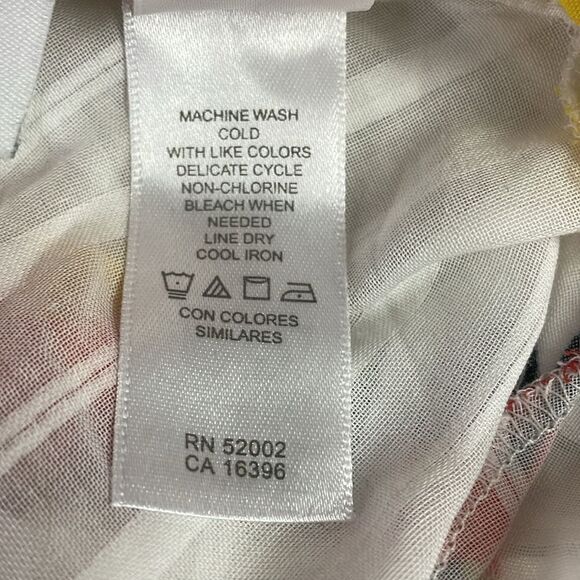 MACHINE WASH
COLD
WITH LIKE COLORS
DELICATE CYCLE
NON-CHLORINE
BLEACH WHEN
NEEDED
LINE DRY
COOL IRON
CON COLORES
SIMILARES
RN 52002
CA 16396